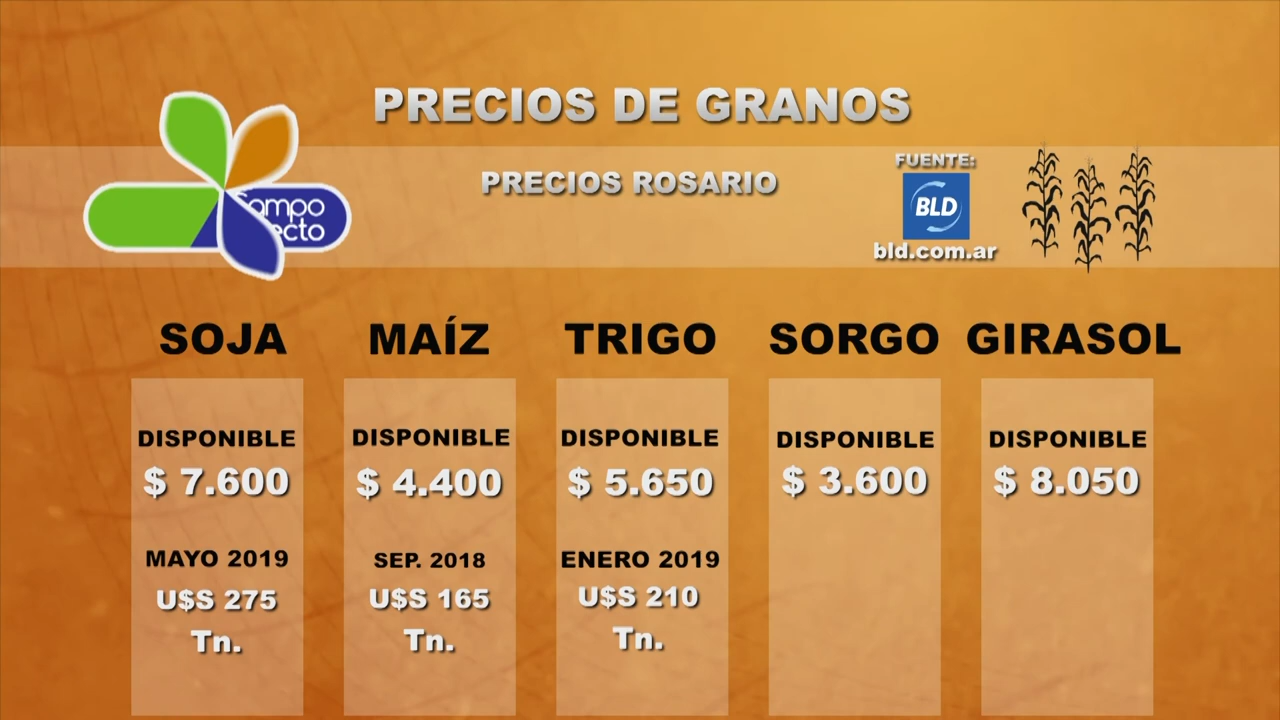 PRECIOS DE GRANOS
PRECIOS ROSARIO
FUENTE:
BLD
bld.com.ar
SOJA
MAÍZ
TRIGO
SORGO
GIRASOL
DISPONIBLE
$ 7.600
MAYO 2019
U$S 275
Tn.
DISPONIBLE
$ 4.400
SEP. 2018
U$S 165
Tn.
DISPONIBLE
$ 5.650
ENERO 2019
U$S 210
Tn.
DISPONIBLE
$ 3.600
DISPONIBLE
$ 8.050